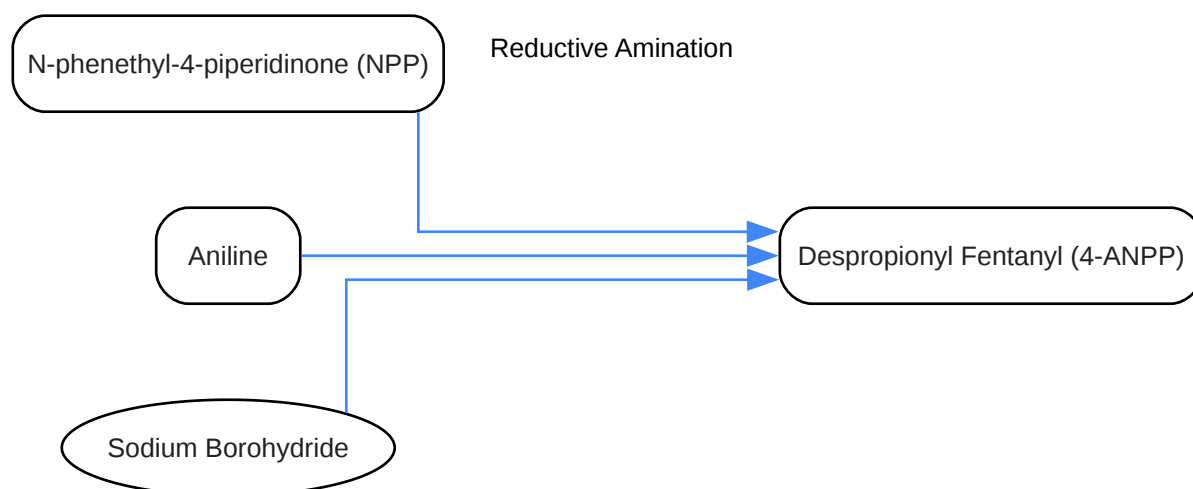 N-phenethyl-4-piperidinone (NPP)
Reductive Amination
Aniline
Despropionyl Fentanyl (4-ANPP)
Sodium Borohydride